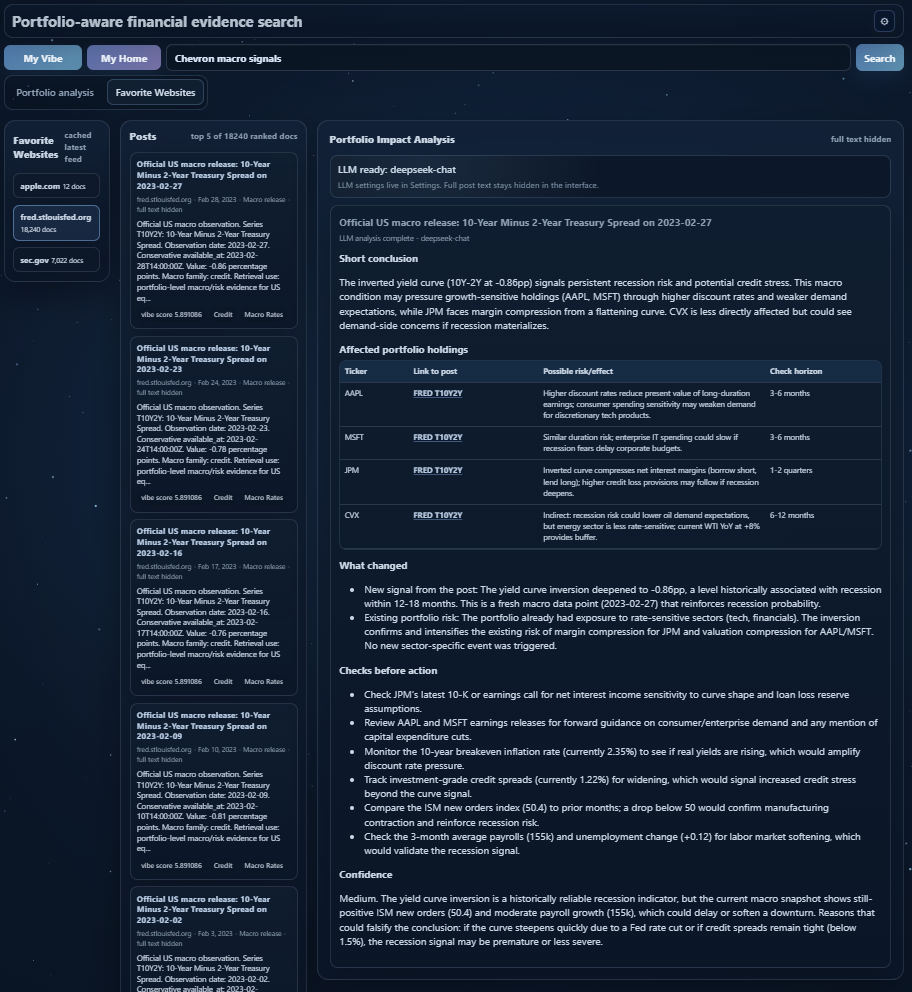 Portfolio-aware financial evidence search
⚙
My Vibe
My Home
Chevron macro signals
Search
Portfolio analysis
Favorite Websites
Favorite Websites
cached latest feed
apple.com 12 docs
fred.stlouisfed.org
18,240 docs
sec.gov 7,022 docs
Posts
top 5 of 18240 ranked docs
Official US macro release: 10-Year
Minus 2-Year Treasury Spread on
2023-02-27
fred.stlouisfed.org · Feb 28, 2023 · Macro release ·
full text hidden
Official US macro observation. Series
T10Y2Y: 10-Year Minus 2-Year Treasury
Spread. Observation date: 2023-02-27.
Conservative available_at: 2023-02-
28T14:00:00Z. Value: -0.86 percentage
points. Macro family: credit. Retrieval use:
portfolio-level macro/risk evidence for US
eq...
vibe score 5.891086
Credit
Macro Rates
Official US macro release: 10-Year
Minus 2-Year Treasury Spread on
2023-02-23
fred.stlouisfed.org · Feb 24, 2023 · Macro release ·
full text hidden
Official US macro observation. Series
T10Y2Y: 10-Year Minus 2-Year Treasury
Spread. Observation date: 2023-02-23.
Conservative available_at: 2023-02-
24T14:00:00Z. Value: -0.78 percentage
points. Macro family: credit. Retrieval use:
portfolio-level macro/risk evidence for US
eq...
vibe score 5.891086
Credit
Macro Rates
Official US macro release: 10-Year
Minus 2-Year Treasury Spread on
2023-02-16
fred.stlouisfed.org · Feb 17, 2023 · Macro release ·
full text hidden
Official US macro observation. Series
T10Y2Y: 10-Year Minus 2-Year Treasury
Spread. Observation date: 2023-02-16.
Conservative available_at: 2023-02-
17T14:00:00Z. Value: -0.76 percentage
points. Macro family: credit. Retrieval use:
portfolio-level macro/risk evidence for US
eq...
vibe score 5.891086
Credit
Macro Rates
Official US macro release: 10-Year
Minus 2-Year Treasury Spread on
2023-02-09
fred.stlouisfed.org · Feb 10, 2023 · Macro release ·
full text hidden
Official US macro observation. Series
T10Y2Y: 10-Year Minus 2-Year Treasury
Spread. Observation date: 2023-02-09.
Conservative available_at: 2023-02-
10T14:00:00Z. Value: -0.81 percentage
points. Macro family: credit. Retrieval use:
portfolio-level macro/risk evidence for US
eq...
vibe score 5.891086
Credit
Macro Rates
Official US macro release: 10-Year
Minus 2-Year Treasury Spread on
2023-02-02
fred.stlouisfed.org · Feb 3, 2023 · Macro release ·
full text hidden
Official US macro observation. Series
T10Y2Y: 10-Year Minus 2-Year Treasury
Spread. Observation date: 2023-02-02.
Conservative available_at: 2023-02-
Portfolio Impact Analysis
full text hidden
LLM ready: deepseek-chat
LLM settings live in Settings. Full post text stays hidden in the interface.
Official US macro release: 10-Year Minus 2-Year Treasury Spread on 2023-02-27
LLM analysis complete · deepseek-chat
Short conclusion
The inverted yield curve (10Y-2Y at -0.86pp) signals persistent recession risk and potential credit stress. This macro
condition may pressure growth-sensitive holdings (AAPL, MSFT) through higher discount rates and weaker demand
expectations, while JPM faces margin compression from a flattening curve. CVX is less directly affected but could see
demand-side concerns if recession materializes.
Affected portfolio holdings
Ticker
Link to post
Possible risk/effect
Check horizon
AAPL
FRED T10Y2Y
Higher discount rates reduce present value of long-duration
earnings; consumer spending sensitivity may weaken demand
for discretionary tech products.
3-6 months
MSFT
FRED T10Y2Y
Similar duration risk; enterprise IT spending could slow if
recession fears delay corporate budgets.
3-6 months
JPM
FRED T10Y2Y
Inverted curve compresses net interest margins (borrow short,
lend long); higher credit loss provisions may follow if recession
deepens.
1-2 quarters
CVX
FRED T10Y2Y
Indirect: recession risk could lower oil demand expectations,
but energy sector is less rate-sensitive; current WTI YoY at +8%
provides buffer.
6-12 months
What changed
• New signal from the post: The yield curve inversion deepened to -0.86pp, a level historically associated with recession
within 12-18 months. This is a fresh macro data point (2023-02-27) that reinforces recession probability.
• Existing portfolio risk: The portfolio already had exposure to rate-sensitive sectors (tech, financials). The inversion
confirms and intensifies the existing risk of margin compression for JPM and valuation compression for AAPL/MSFT.
No new sector-specific event was triggered.
Checks before action
• Check JPM's latest 10-K or earnings call for net interest income sensitivity to curve shape and loan loss reserve
assumptions.
• Review AAPL and MSFT earnings releases for forward guidance on consumer/enterprise demand and any mention of
capital expenditure cuts.
• Monitor the 10-year breakeven inflation rate (currently 2.35%) to see if real yields are rising, which would amplify
discount rate pressure.
• Track investment-grade credit spreads (currently 1.22%) for widening, which would signal increased credit stress
beyond the curve signal.
• Compare the ISM new orders index (50.4) to prior months; a drop below 50 would confirm manufacturing
contraction and reinforce recession risk.
• Check the 3-month average payrolls (155k) and unemployment change (+0.12) for labor market softening, which
would validate the recession signal.
Confidence
Medium. The yield curve inversion is a historically reliable recession indicator, but the current macro snapshot shows still-
positive ISM new orders (50.4) and moderate payroll growth (155k), which could delay or soften a downturn. Reasons that
could falsify the conclusion: if the curve steepens quickly due to a Fed rate cut or if credit spreads remain tight (below
1.5%), the recession signal may be premature or less severe.